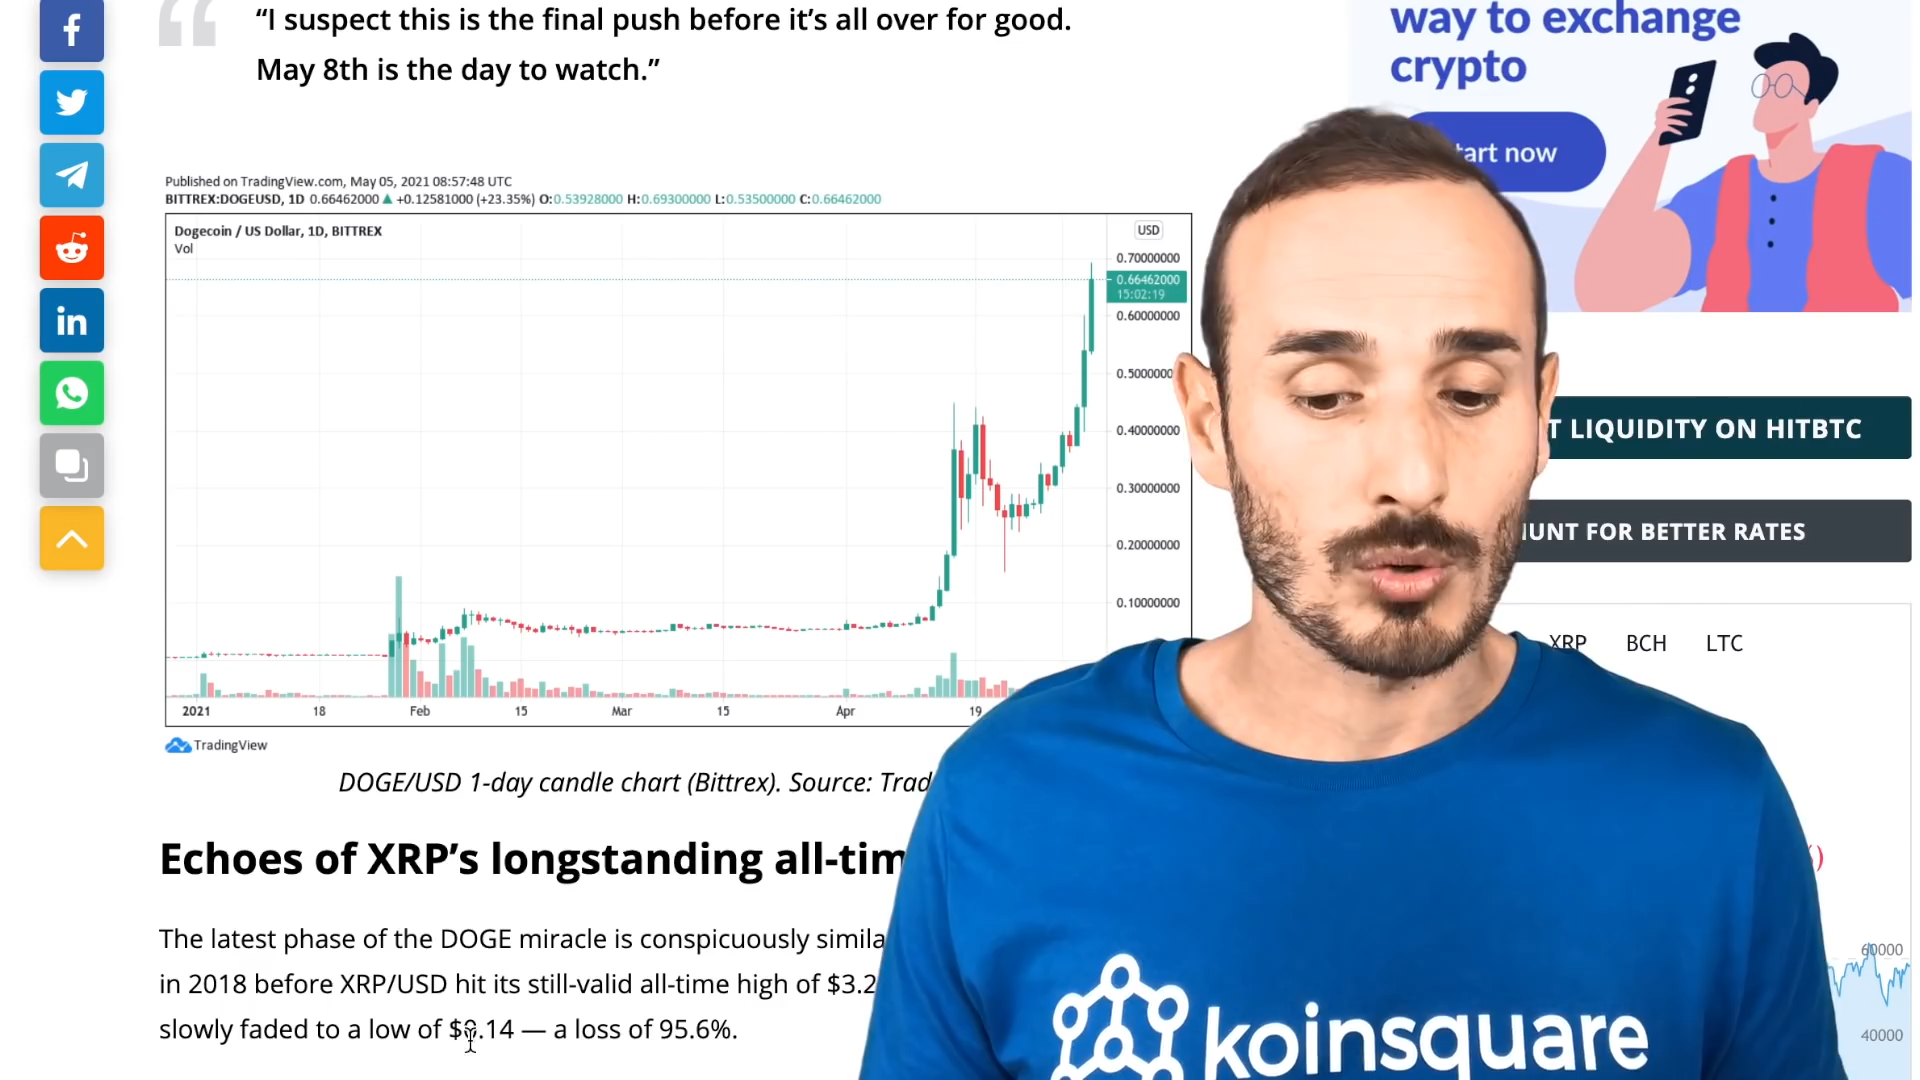 “I suspect this is the final push before it’s all over for good.
May 8th is the day to watch.”
way to exchange
crypto
tart now
Published on TradingView.com, May 05, 2021 08:57:48 UTC
BITTREX:DOGEUSD, 1D 0.66462000 ▲ +0.12581000 (+23.35%) O:0.53928000 H:0.69300000 L:0.53500000 C:0.66462000
Dogecoin / US Dollar, 1D, BITTREX
Vol
USD
0.70000000
0.66462000
15:02:19
0.60000000
0.50000000
0.40000000
0.30000000
0.20000000
0.10000000
2021 18 Feb 15 Mar 15 Apr 19
TradingView
T LIQUIDITY ON HITBTC
UNT FOR BETTER RATES
XRP BCH LTC
DOGE/USD 1-day candle chart (Bittrex). Source: Trad
Echoes of XRP’s longstanding all-tim
The latest phase of the DOGE miracle is conspicuously simila
in 2018 before XRP/USD hit its still-valid all-time high of $3.2
slowly faded to a low of $0.14 — a loss of 95.6%.
60000
40000
koinsquare